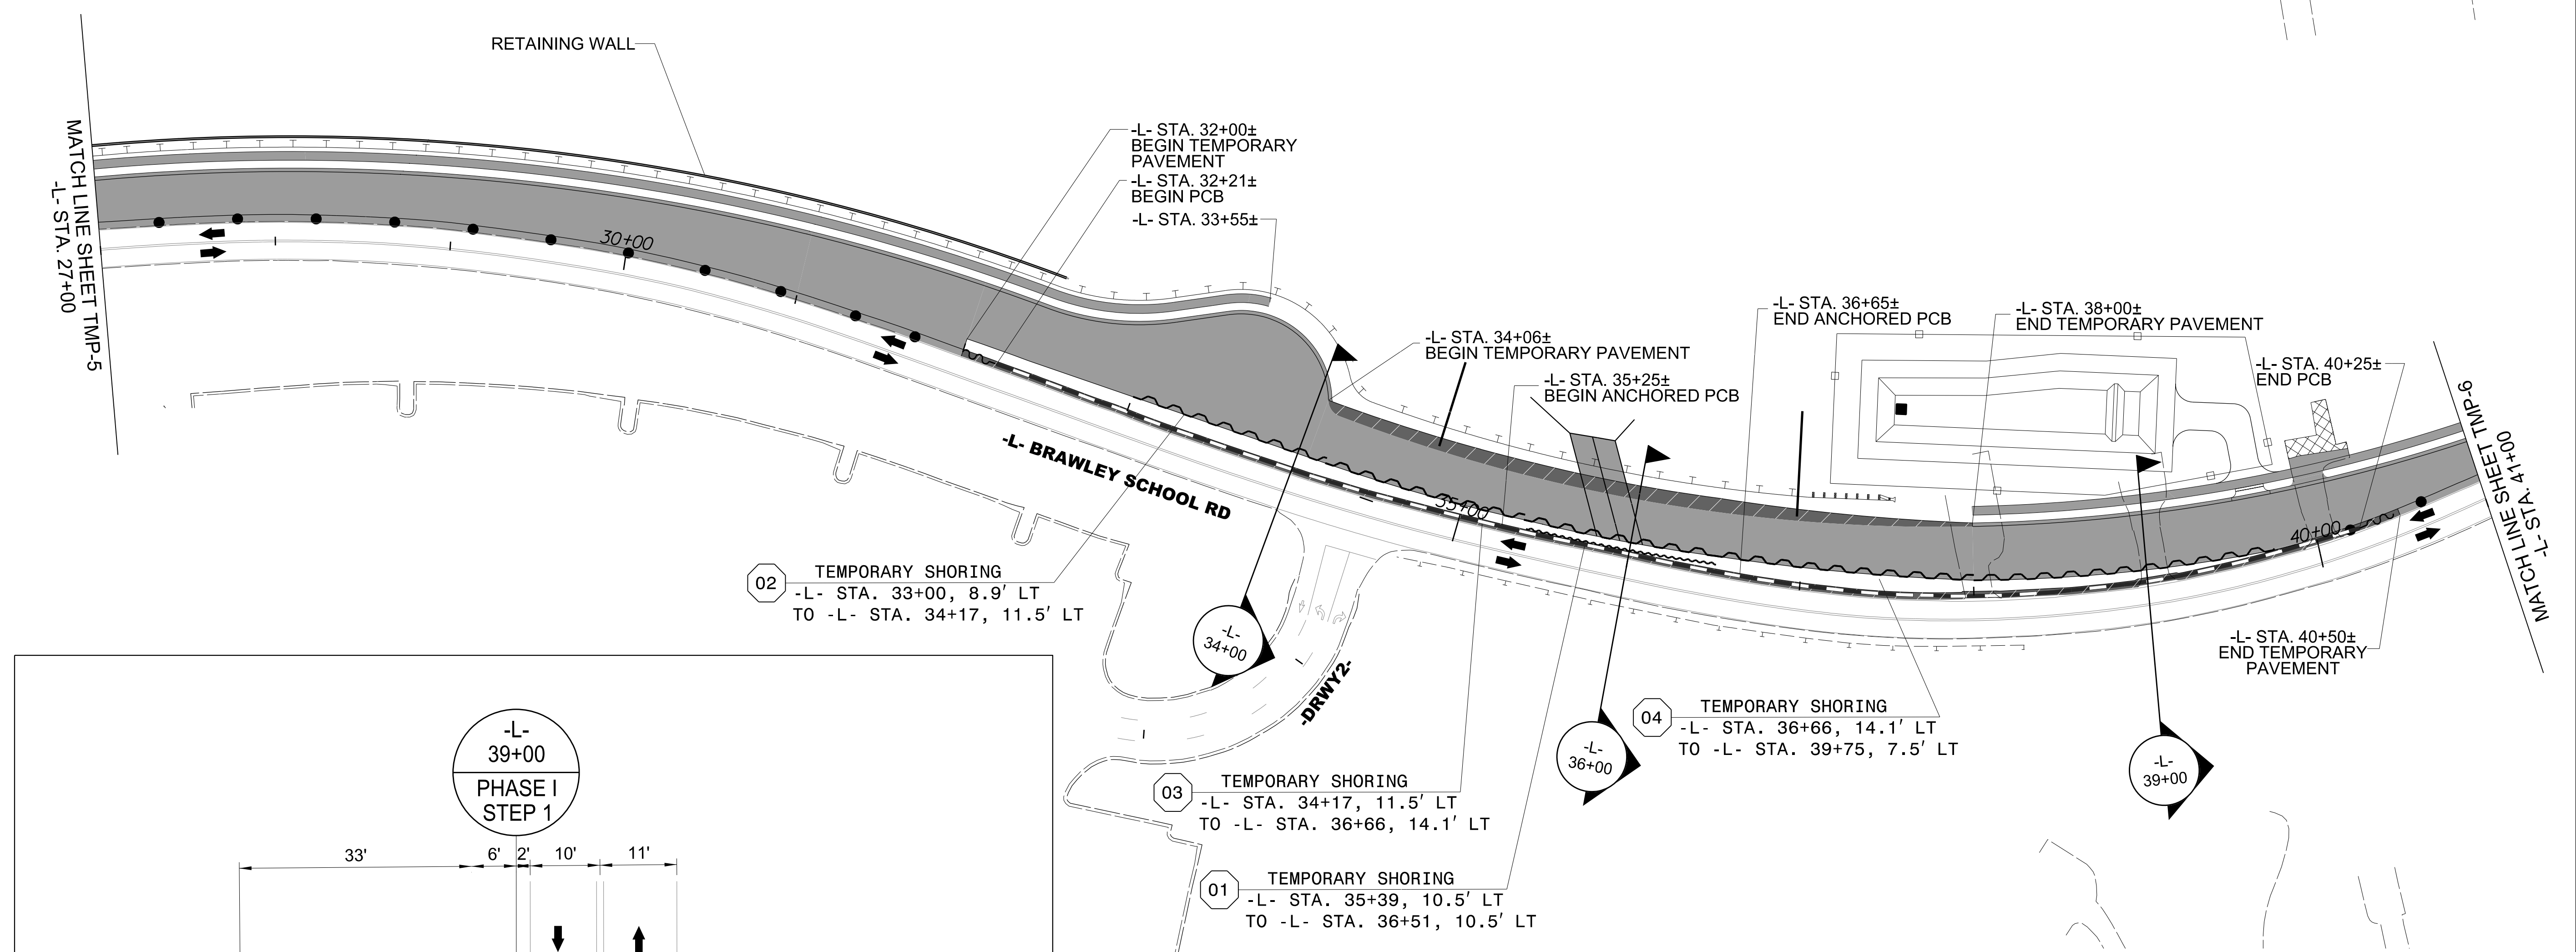 RETAINING WALL
MATCH LINE SHEET TMP-5
-L- STA. 27+00
30+00
-L- STA. 32+00±
BEGIN TEMPORARY
PAVEMENT
-L- STA. 32+21±
BEGIN PCB
-L- STA. 33+55±
-L- STA. 34+06±
BEGIN TEMPORARY PAVEMENT
-L- STA. 35+25±
BEGIN ANCHORED PCB
-L- STA. 36+65±
END ANCHORED PCB
-L- STA. 38+00±
END TEMPORARY PAVEMENT
-L- STA. 40+25±
END PCB
MATCH LINE SHEET TMP-6
-L- STA. 41+00
-L- BRAWLEY SCHOOL RD
35+00
40+00
02
TEMPORARY SHORING
-L- STA. 33+00, 8.9' LT
TO -L- STA. 34+17, 11.5' LT
-L-
34+00
-DRWY2-
-L- STA. 40+50±
END TEMPORARY
PAVEMENT
04
TEMPORARY SHORING
-L- STA. 36+66, 14.1' LT
TO -L- STA. 39+75, 7.5' LT
-L-
36+00
-L-
39+00
03
TEMPORARY SHORING
-L- STA. 34+17, 11.5' LT
TO -L- STA. 36+66, 14.1' LT
01
TEMPORARY SHORING
-L- STA. 35+39, 10.5' LT
TO -L- STA. 36+51, 10.5' LT
-L-
39+00
PHASE I
STEP 1
33' 6' 2' 10' 11'